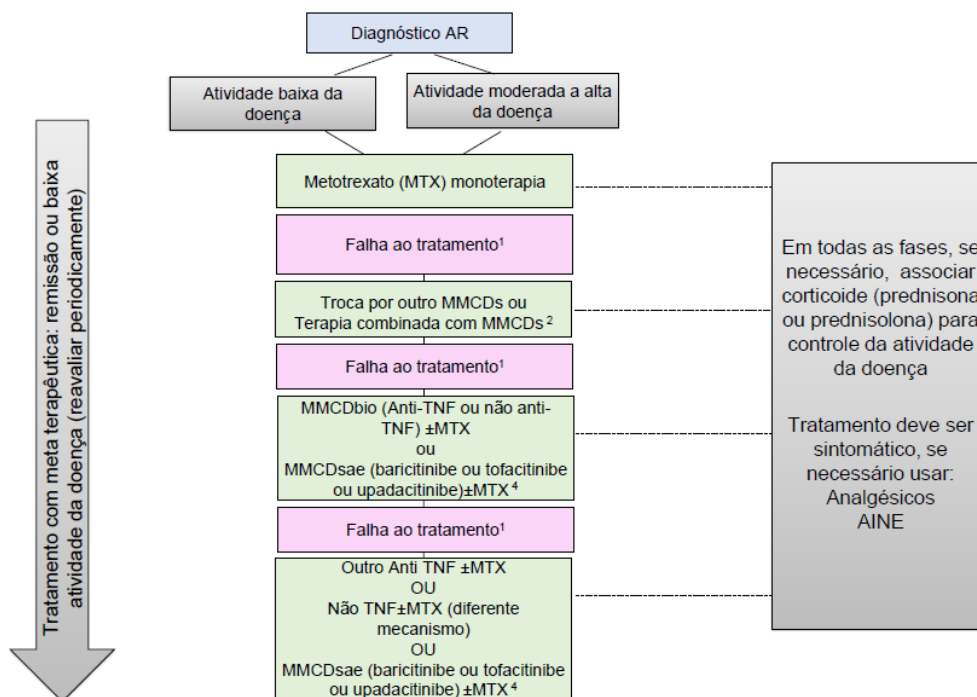 Diagnóstico AR
Atividade baixa da
doença
Atividade moderada a alta
da doença
Tratamento com meta terapêutica: remissão ou baixa
atividade da doença (reavaliar periodicamente)
Metotrexato (MTX) monoterapia
Falha ao tratamento¹
Troca por outro MMCDs ou
Terapia combinada com MMCDs ²
Falha ao tratamento¹
MMCDbio (Anti-TNF ou não anti-
TNF) ±MTX
ou
MMCDsae (baricitinibe ou tofacitinibe
ou upadacitinibe)±MTX ⁴
Falha ao tratamento¹
Outro Anti TNF ±MTX
OU
Não TNF±MTX (diferente
mecanismo)
OU
MMCDsae (baricitinibe ou tofacitinibe
ou upadacitinibe) ±MTX ⁴
Em todas as fases, se
necessário, associar
corticoide (prednisona
ou prednisolona) para
controle da atividade
da doença
Tratamento deve ser
sintomático, se
necessário usar:
Analgésicos
AINE